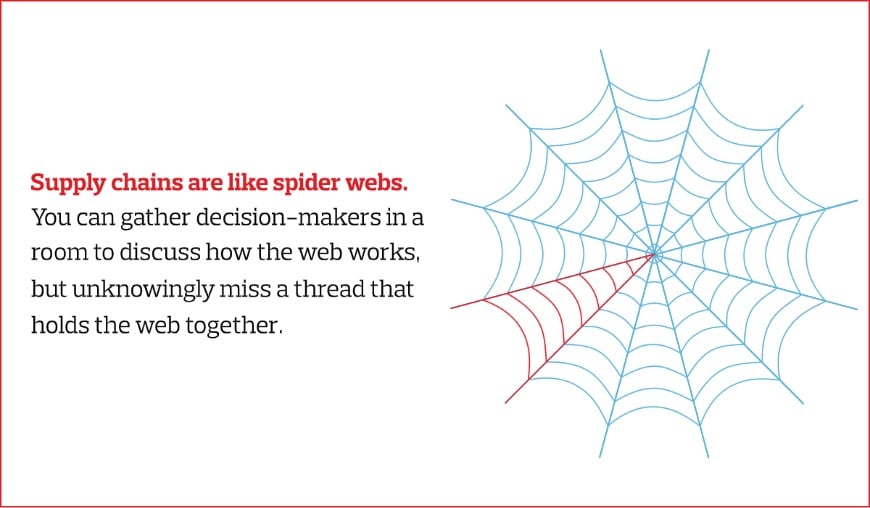 Supply chains are like spider webs.
You can gather decision-makers in a
room to discuss how the web works,
but unknowingly miss a thread that
holds the web together.